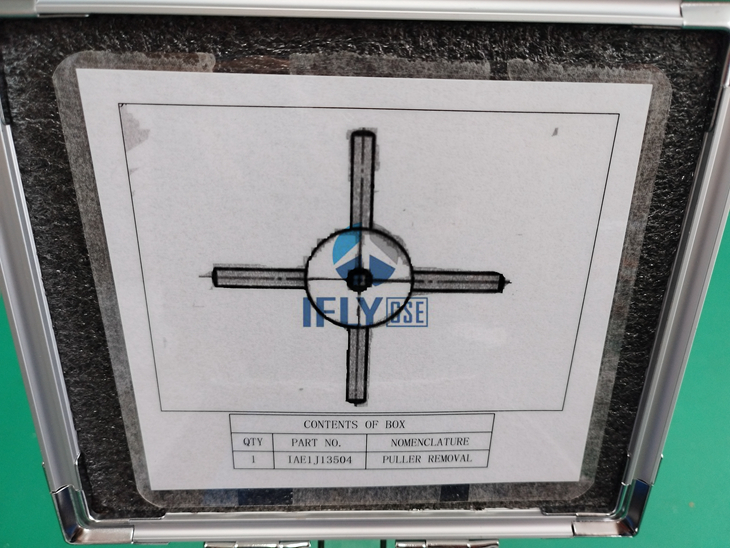 IFLY GSE
CONTENTS OF BOX
QTY PART NO. NOMENCLATURE
1 IAE1J13504 PULLER REMOVAL